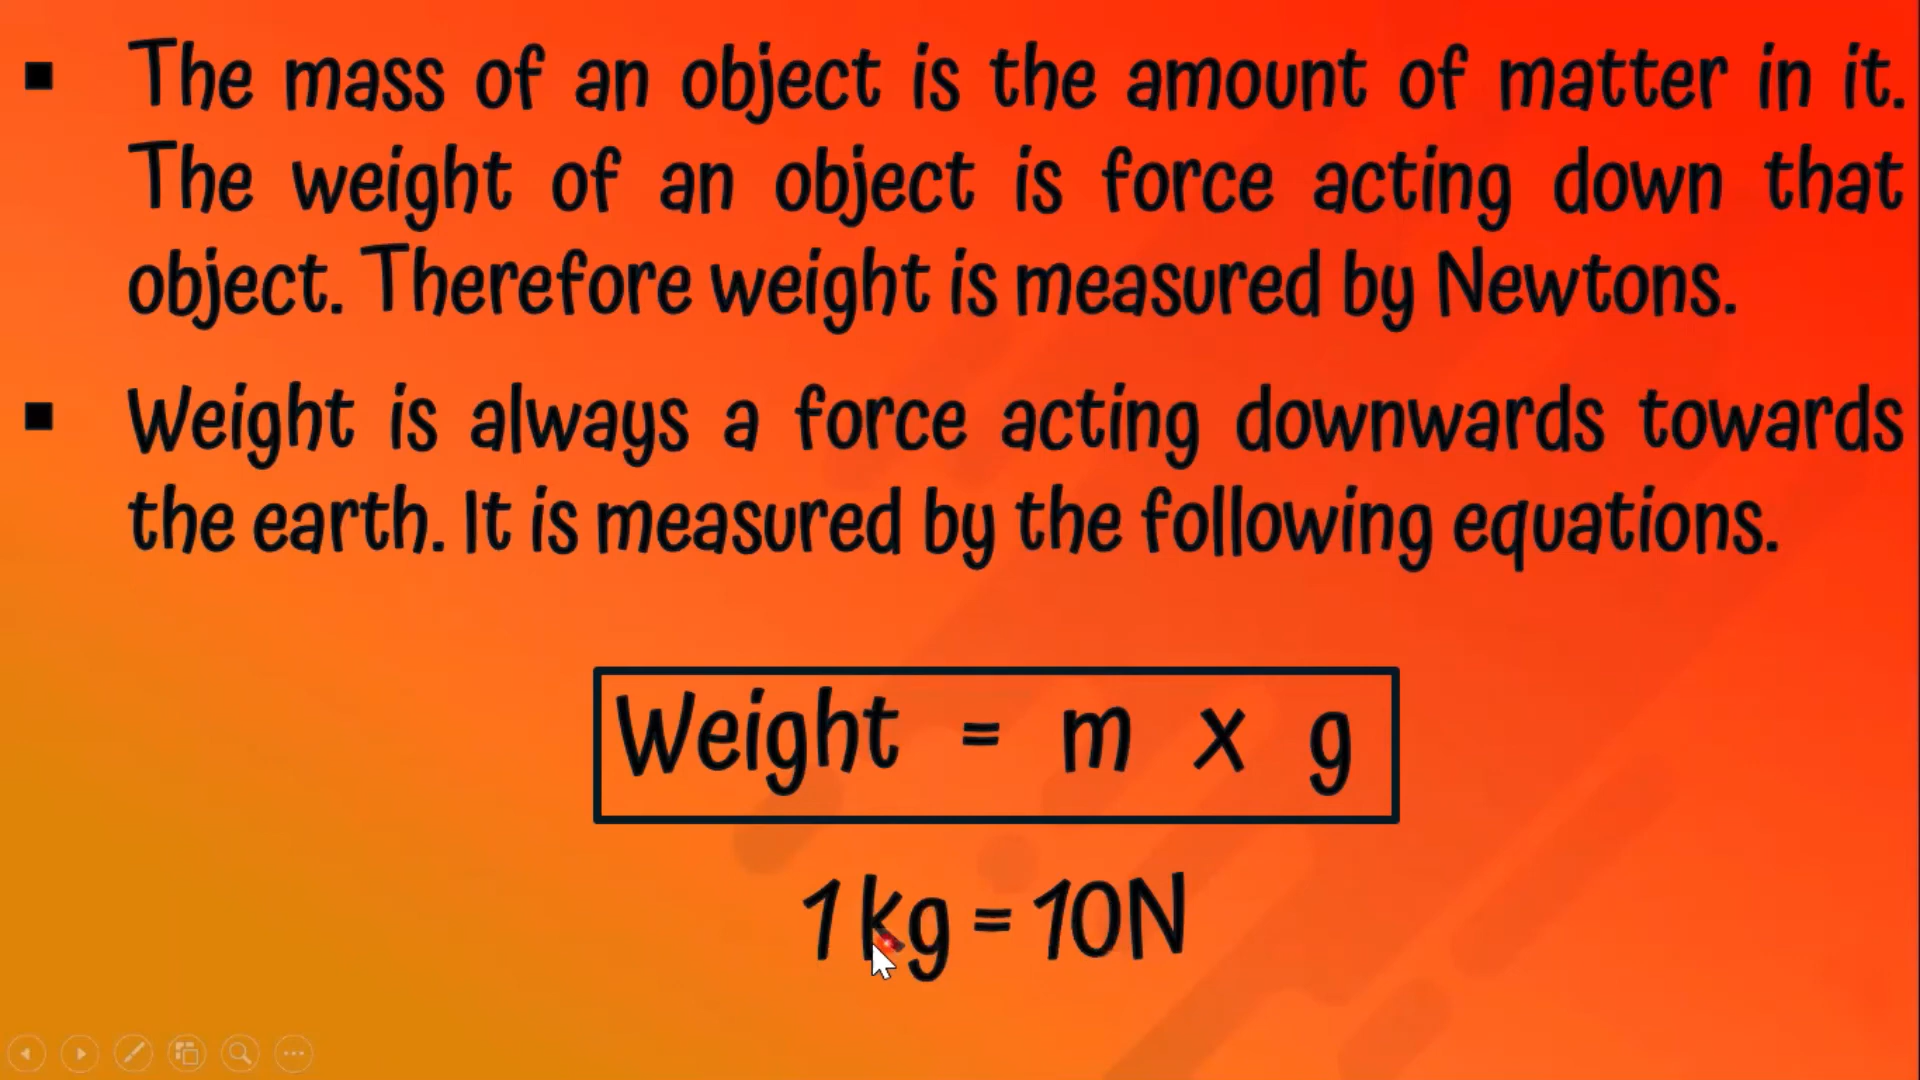 ▪ The mass of an object is the amount of matter in it.
The weight of an object is force acting down that
object. Therefore weight is measured by Newtons.
▪ Weight is always a force acting downwards towards
the earth. It is measured by the following equations.
Weight = m x g
1 kg = 10N